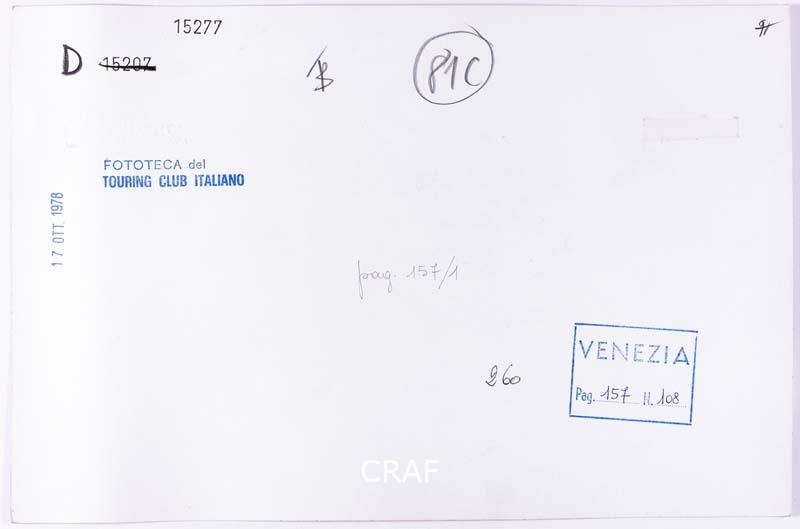 15277
D 15207
81C
FOTOTECA del
TOURING CLUB ITALIANO
17 OTT. 1978
pag. 157/1
260
VENEZIA
Pag. 157 N. 108
CRAF